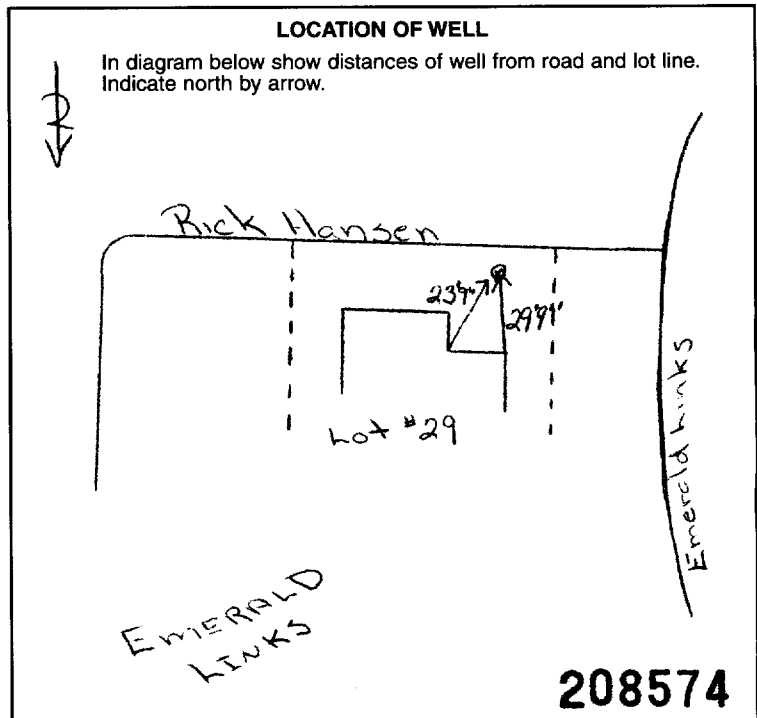 LOCATION OF WELL
In diagram below show distances of well from road and lot line.
Indicate north by arrow.
Rick Hansen
Lot #29
Emerald Links
EMERALD
LINKS
208574